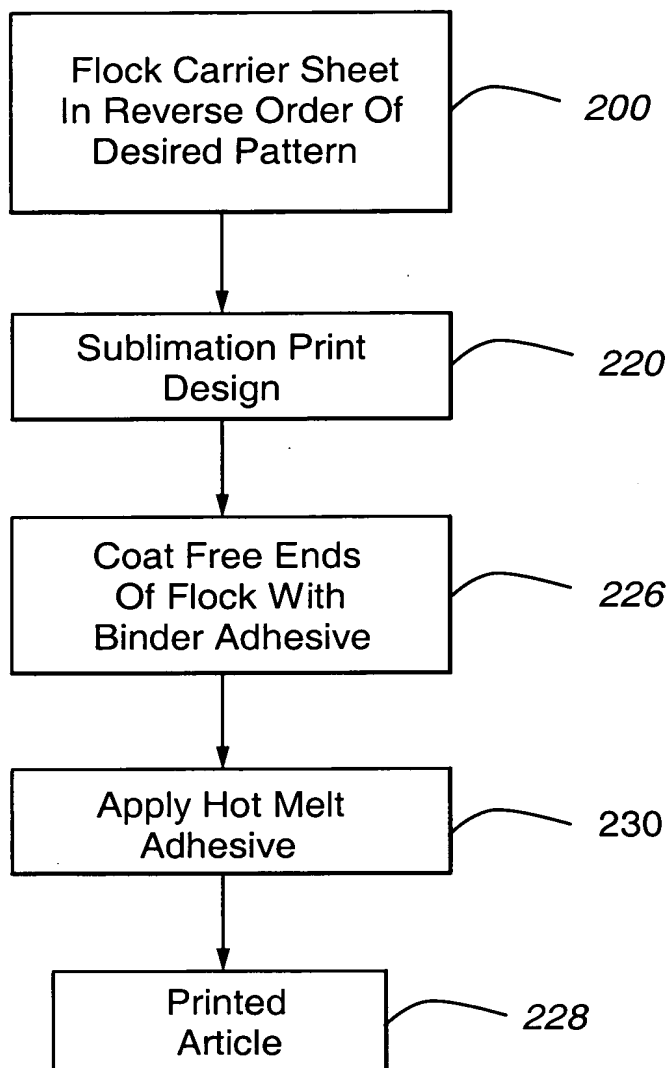 Flock Carrier Sheet
In Reverse Order Of
Desired Pattern
200
Sublimation Print
Design
220
Coat Free Ends
Of Flock With
Binder Adhesive
226
Apply Hot Melt
Adhesive
230
Printed
Article
228